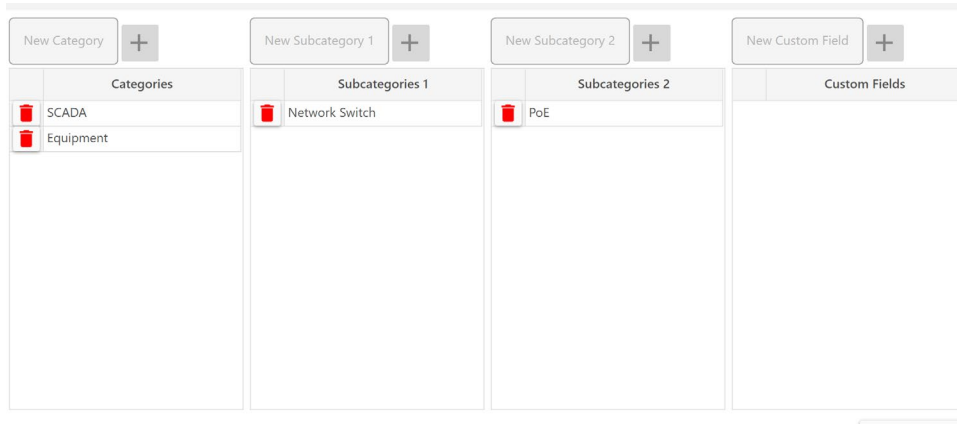 New Category + New Subcategory 1 + New Subcategory 2 + New Custom Field +
Categories Subcategories 1 Subcategories 2 Custom Fields
SCADA Network Switch PoE
Equipment